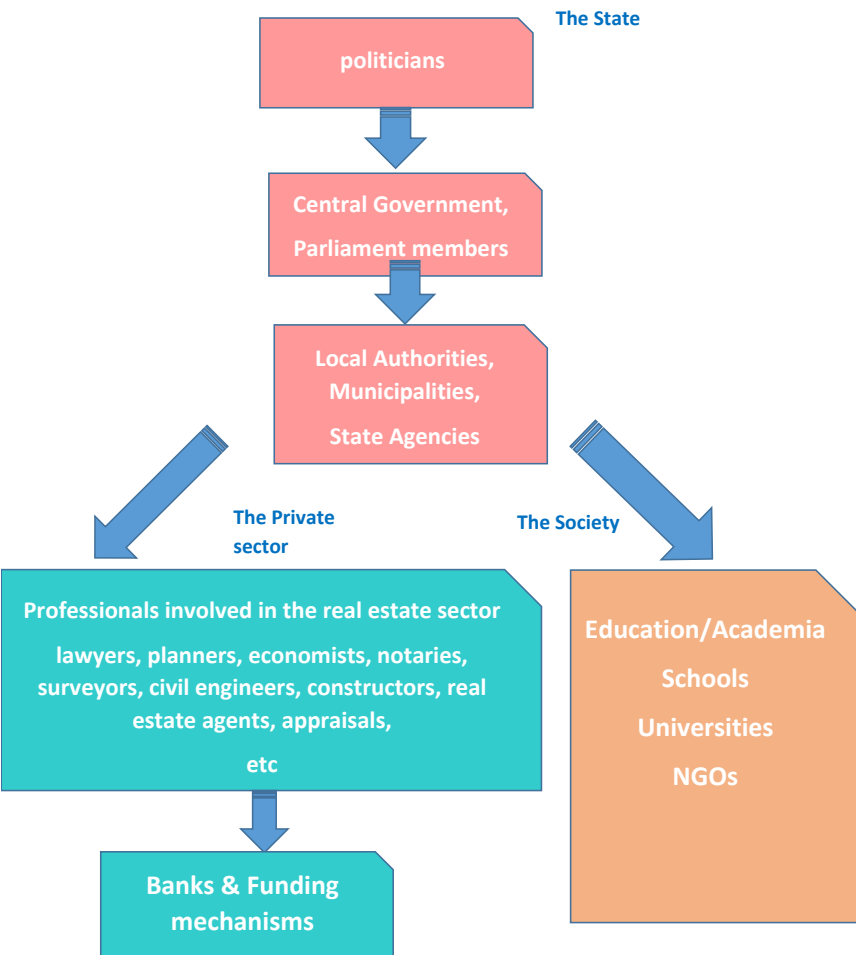 The State
politicians
Central Government,
Parliament members
Local Authorities,
Municipalities,
State Agencies
The Private
sector
The Society
Professionals involved in the real estate sector
lawyers, planners, economists, notaries,
surveyors, civil engineers, constructors, real
estate agents, appraisals,
etc
Education/Academia
Schools
Universities
NGOs
Banks & Funding
mechanisms